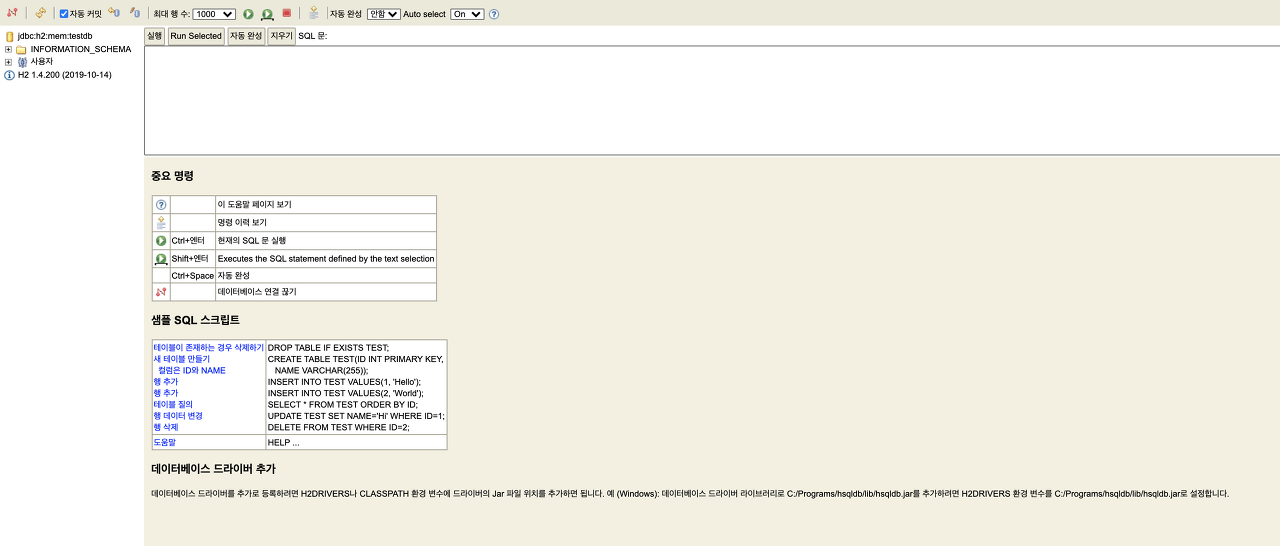 자동 커밋 최대 행 수: 1000 자동 완성 안함 Auto select On
jdbc:h2:mem:testdb
INFORMATION_SCHEMA
사용자
H2 1.4.200 (2019-10-14)
실행 Run Selected 자동 완성 지우기 SQL 문:
중요 명령
이 도움말 페이지 보기
명령 이력 보기
Ctrl+엔터 현재의 SQL 문 실행
Shift+엔터 Executes the SQL statement defined by the text selection
Ctrl+Space 자동 완성
데이터베이스 연결 끊기
샘플 SQL 스크립트
테이블이 존재하는 경우 삭제하기 DROP TABLE IF EXISTS TEST;
새 테이블 만들기 CREATE TABLE TEST(ID INT PRIMARY KEY,
컬럼은 ID와 NAME NAME VARCHAR(255));
행 추가 INSERT INTO TEST VALUES(1, 'Hello');
행 추가 INSERT INTO TEST VALUES(2, 'World');
테이블 질의 SELECT * FROM TEST ORDER BY ID;
행 데이터 변경 UPDATE TEST SET NAME='Hi' WHERE ID=1;
행 삭제 DELETE FROM TEST WHERE ID=2;
도움말 HELP ...
데이터베이스 드라이버 추가
데이터베이스 드라이버를 추가로 등록하려면 H2DRIVERS나 CLASSPATH 환경 변수에 드라이버의 Jar 파일 위치를 추가하면 됩니다. 예 (Windows): 데이터베이스 드라이버 라이브러리로 C:/Programs/hsqldb/lib/hsqldb.jar를 추가하려면 H2DRIVERS 환경 변수를 C:/Programs/hsqldb/lib/hsqldb.jar로 설정합니다.